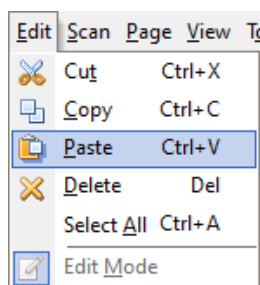 Edit Scan Page View
Cut Ctrl+X
Copy Ctrl+C
Paste Ctrl+V
Delete Del
Select All Ctrl+A
Edit Mode